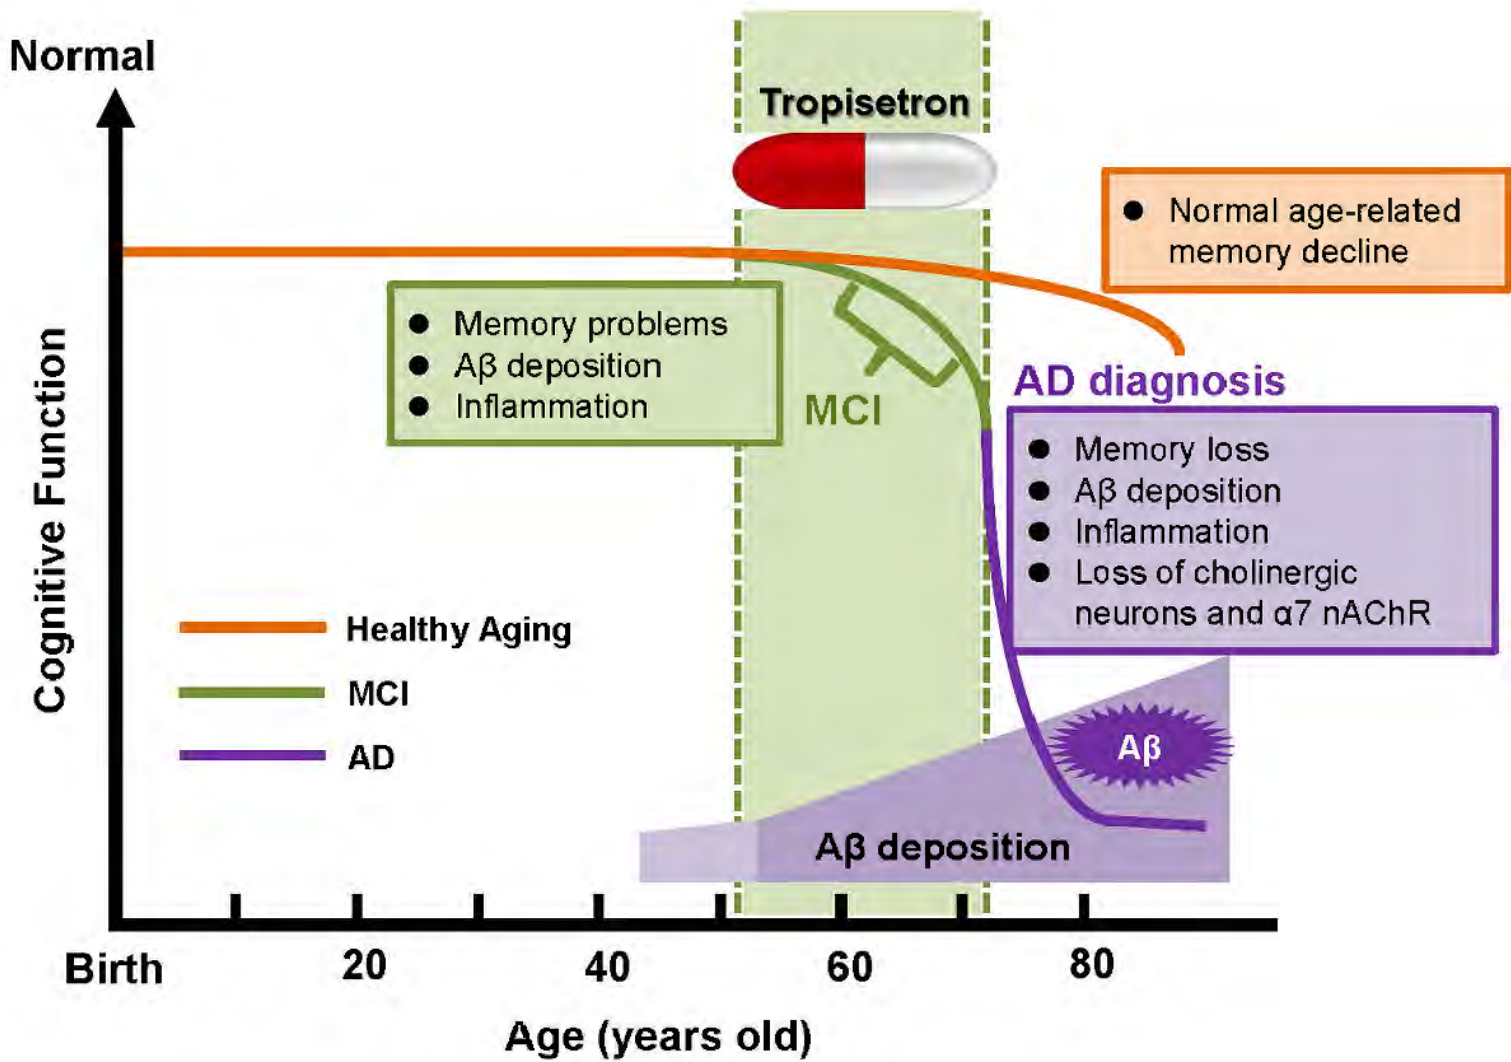 Normal
Tropisetron
● Normal age-related
memory decline
● Memory problems
● Aβ deposition
● Inflammation
MCI
AD diagnosis
● Memory loss
● Aβ deposition
● Inflammation
● Loss of cholinergic
neurons and α7 nAChR
Cognitive Function
Healthy Aging
MCI
AD
Aβ
Aβ deposition
Birth 20 40 60 80
Age (years old)